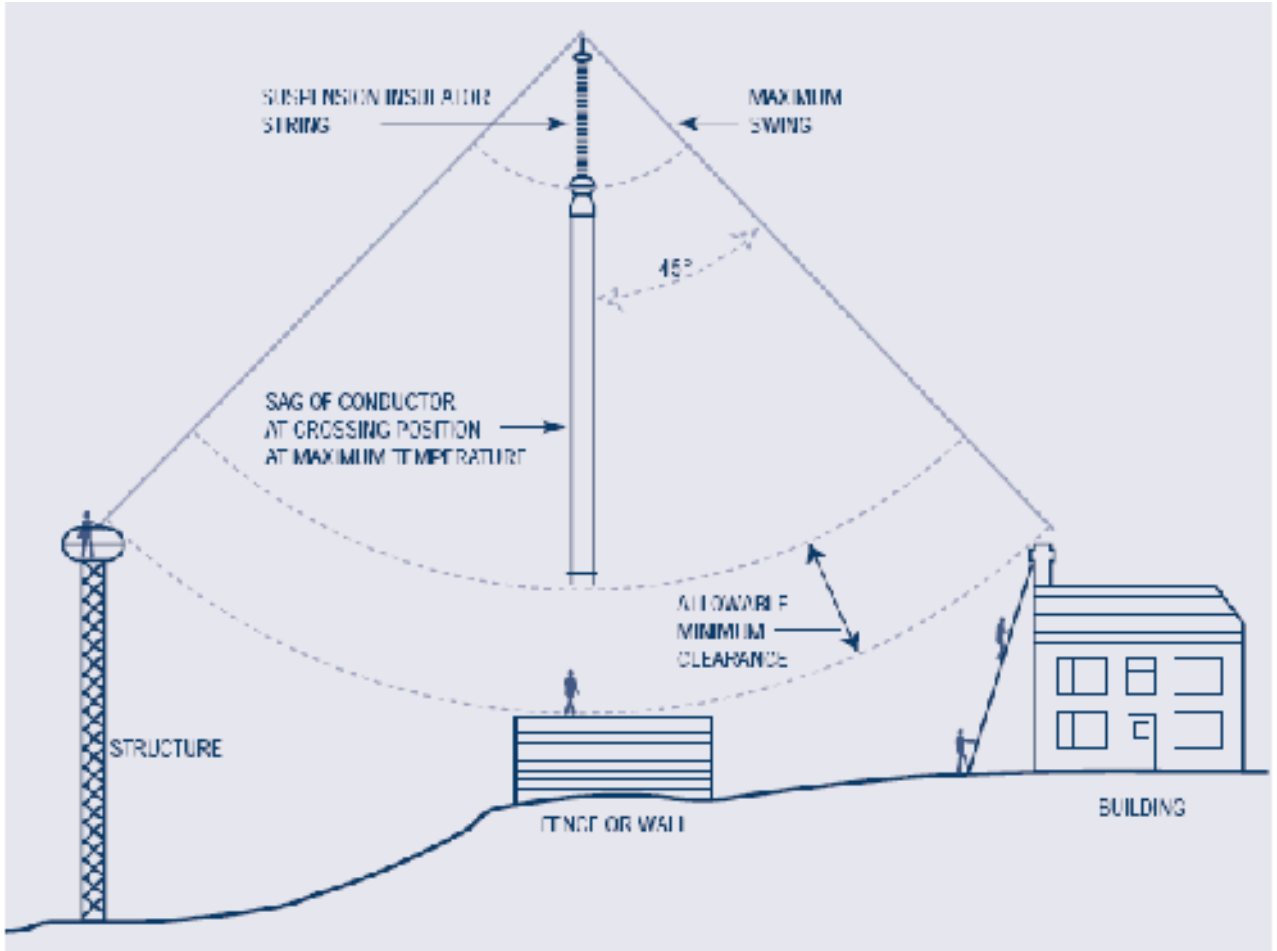 SUSPENSION INSULATOR
STRING
MAXIMUM
SWING
45°
SAG OF CONDUCTOR
AT CROSSING POSITION
AT MAXIMUM TEMPERATURE
ALLOWABLE
MINIMUM
CLEARANCE
STRUCTURE
FENCE OR WALL
BUILDING